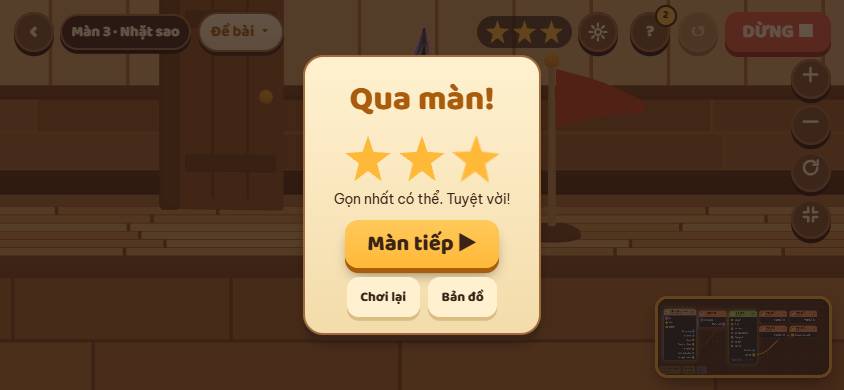 Màn 3 • Nhặt sao
Đề bài
2
?
DỪNG
Qua màn!
Gọn nhất có thể. Tuyệt vời!
Màn tiếp ▶
Chơi lại
Bản đồ